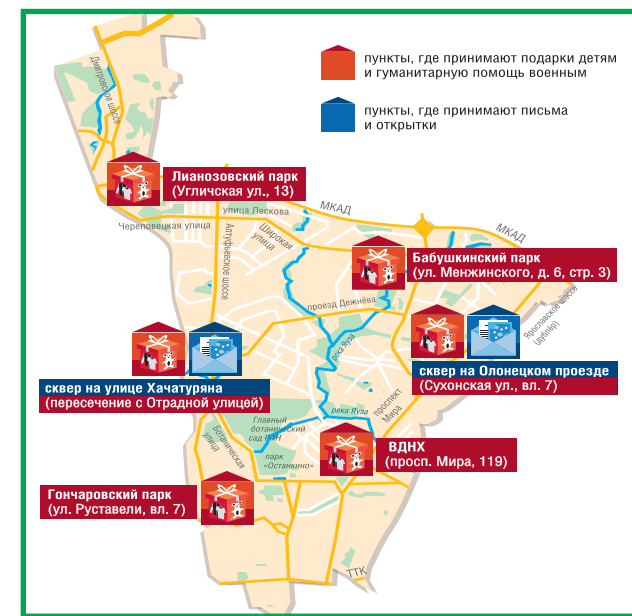 пункты, где принимают подарки детям
и гуманитарную помощь военным
пункты, где принимают письма
и открытки
Дмитровское шоссе
Лианозовский парк
(Угличская ул., 13)
МКАД
улица Лескова
Череповецкая улица
Широкая
улица
МКАД
Алтуфьевское шоссе
Бабушкинский парк
(ул. Менжинского, д. 6, стр. 3)
проезд Дежнёва
Ярославское шоссе
(дублёр)
река Яуза
сквер на Олонецком проезде
(Сухонская ул., вл. 7)
сквер на улице Хачатуряна
(пересечение с Отрадной улицей)
проспект
Мира
река Яуза
Главный
ботанический
сад РАН
Ботаническая
улица
парк
«Останкино»
ВДНХ
(просп. Мира, 119)
Гончаровский парк
(ул. Руставели, вл. 7)
ТТК